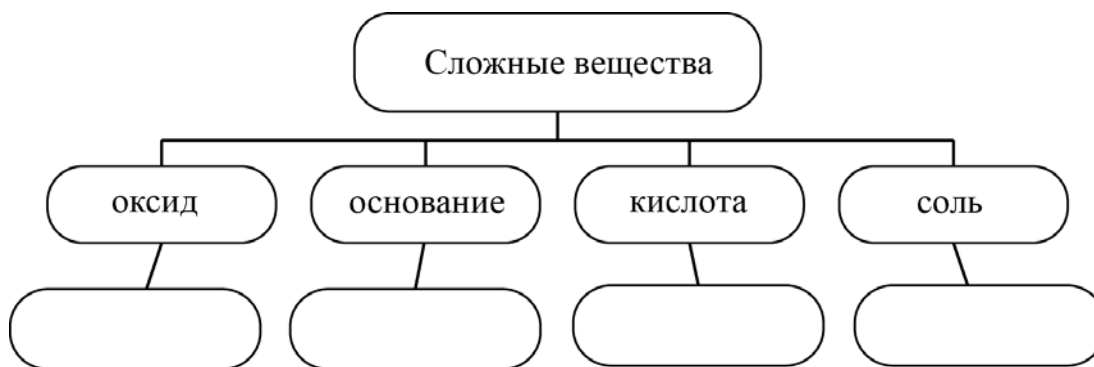 Сложные вещества
оксид
основание
кислота
соль